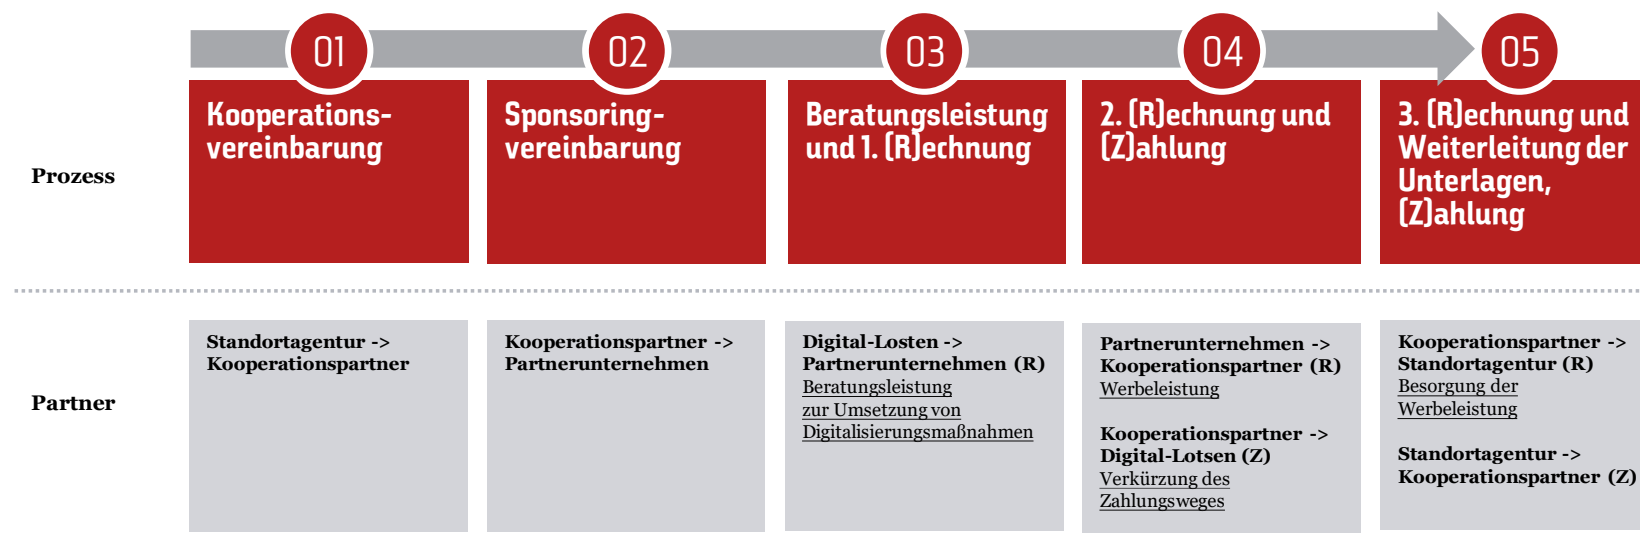 01
02
03
04
05
Prozess
Kooperations-
vereinbarung
Sponsoring-
vereinbarung
Beratungsleistung
und 1. (R)echnung
2. (R)echnung und
(Z)ahlung
3. (R)echnung und
Weiterleitung der
Unterlagen,
(Z)ahlung
Partner
Standortagentur ->
Kooperationspartner
Kooperationspartner ->
Partnerunternehmen
Digital-Losten ->
Partnerunternehmen (R)
Beratungsleistung
zur Umsetzung von
Digitalisierungsmaßnahmen
Partnerunternehmen ->
Kooperationspartner (R)
Werbeleistung
Kooperationspartner ->
Digital-Lotsen (Z)
Verkürzung des
Zahlungsweges
Kooperationspartner ->
Standortagentur (R)
Besorgung der
Werbeleistung
Standortagentur ->
Kooperationspartner (Z)